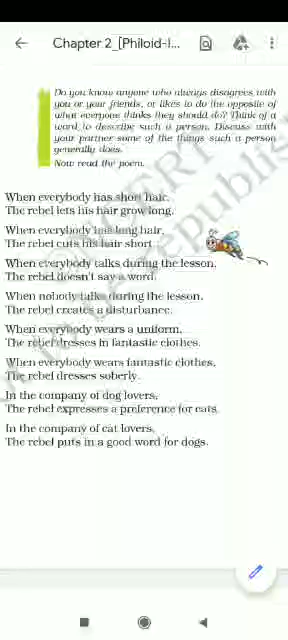 Chapter 2_[Philoid-I...
Do you know anyone who always disagrees with
you or your friends, or likes to do the opposite of
what everyone thinks they should do? Think of a
word to describe such a person. Discuss with
your partner some of the things such a person
generally does.
Now read the poem.
When everybody has short hair,
The rebel lets his hair grow long.
When everybody has long hair,
The rebel cuts his hair short.
When everybody talks during the lesson,
The rebel doesn't say a word.
When nobody talks during the lesson,
The rebel creates a disturbance.
When everybody wears a uniform,
The rebel dresses in fantastic clothes.
When everybody wears fantastic clothes,
The rebel dresses soberly.
In the company of dog lovers,
The rebel expresses a preference for cats.
In the company of cat lovers,
The rebel puts in a good word for dogs.